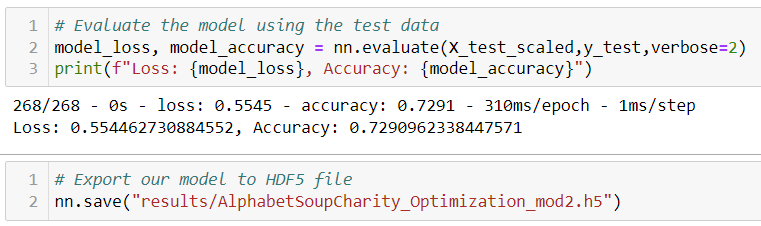 1 # Evaluate the model using the test data
2 model_loss, model_accuracy = nn.evaluate(X_test_scaled,y_test,verbose=2)
3 print(f"Loss: {model_loss}, Accuracy: {model_accuracy}")
268/268 - 0s - loss: 0.5545 - accuracy: 0.7291 - 310ms/epoch - 1ms/step
Loss: 0.554462730884552, Accuracy: 0.7290962338447571
1 # Export our model to HDF5 file
2 nn.save("results/AlphabetSoupCharity_Optimization_mod2.h5")